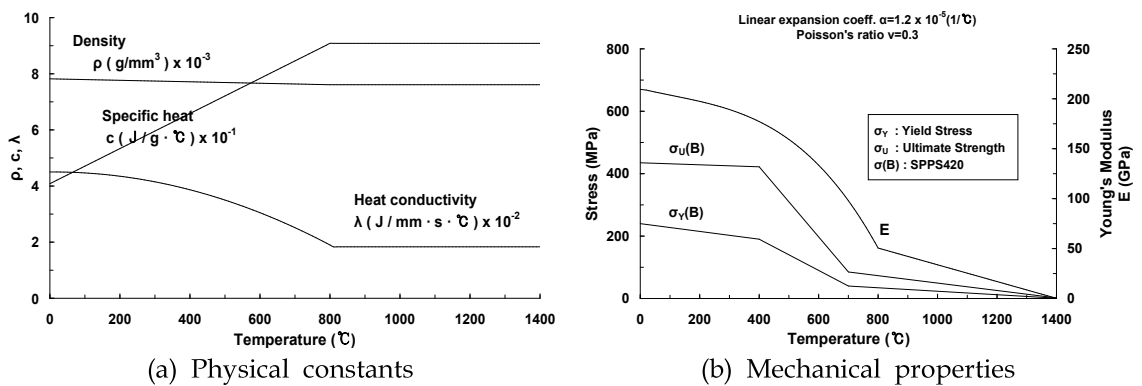 10
8
6
4
2
0
ρ, c, λ
Density
ρ ( g/mm³ ) x 10⁻³
Specific heat
c ( J / g · ℃ ) x 10⁻¹
Heat conductivity
λ ( J / mm · s · ℃ ) x 10⁻²
0 200 400 600 800 1000 1200 1400
Temperature (℃)
(a) Physical constants
Linear expansion coeff. α=1.2 x 10⁻⁵(1/℃)
Poisson's ratio ν=0.3
800
600
400
200
0
Stress (MPa)
σU(B)
σY(B)
E
σY : Yield Stress
σU : Ultimate Strength
σ(B) : SPPS420
250
200
150
100
50
0
Young's Modulus
E (GPa)
0 200 400 600 800 1000 1200 1400
Temperature (℃)
(b) Mechanical properties